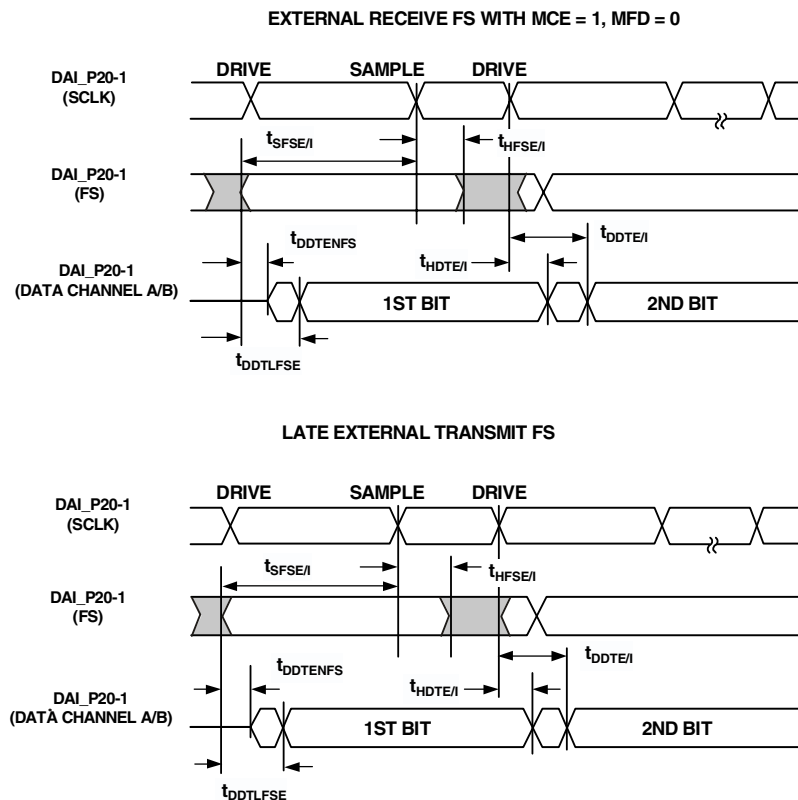 EXTERNAL RECEIVE FS WITH MCE = 1, MFD = 0
DRIVE SAMPLE DRIVE
DAI_P20-1
(SCLK)
tSFSE/I tHFSE/I
DAI_P20-1
(FS)
tDDTENFS tHDTE/I tDDTE/I
DAI_P20-1
(DATA CHANNEL A/B)
1ST BIT 2ND BIT
tDDTLFSE
LATE EXTERNAL TRANSMIT FS
DRIVE SAMPLE DRIVE
DAI_P20-1
(SCLK)
tSFSE/I tHFSE/I
DAI_P20-1
(FS)
tDDTENFS tHDTE/I tDDTE/I
DAI_P20-1
(DATA CHANNEL A/B)
1ST BIT 2ND BIT
tDDTLFSE